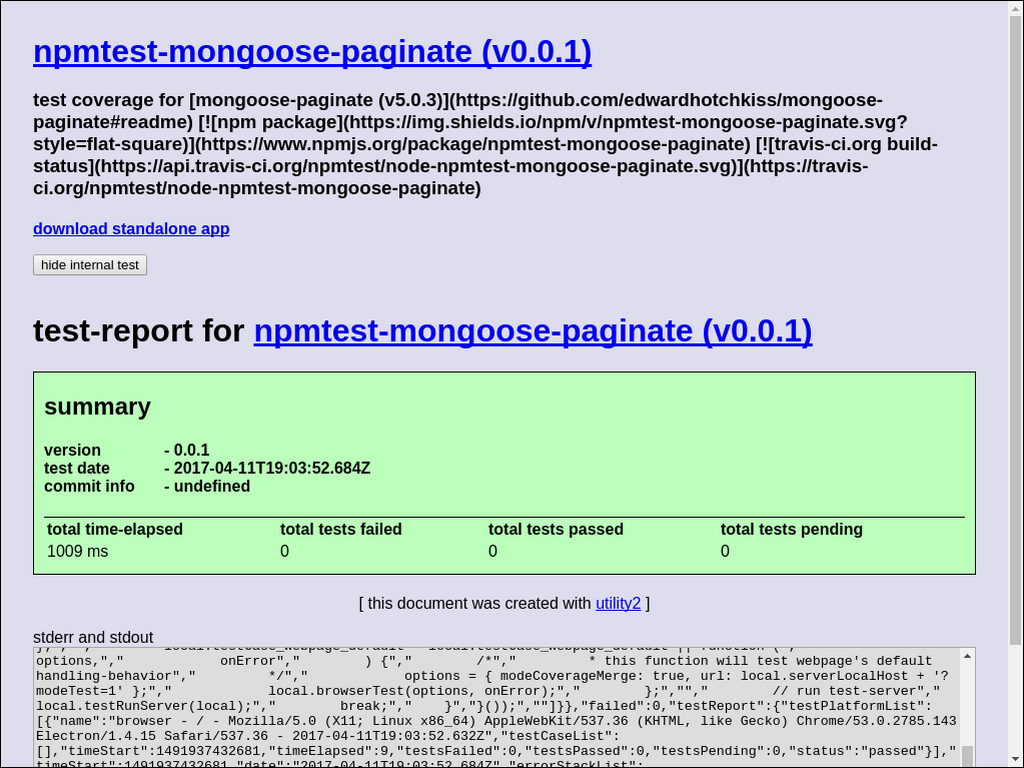 npmtest-mongoose-paginate (v0.0.1)
test coverage for [mongoose-paginate (v5.0.3)](https://github.com/edwardhotchkiss/mongoose-
paginate#readme) [![npm package](https://img.shields.io/npm/v/npmtest-mongoose-paginate.svg?
style=flat-square)](https://www.npmjs.org/package/npmtest-mongoose-paginate) [![travis-ci.org build-
status](https://api.travis-ci.org/npmtest/node-npmtest-mongoose-paginate.svg)](https://travis-
ci.org/npmtest/node-npmtest-mongoose-paginate)
download standalone app
hide internal test
test-report for npmtest-mongoose-paginate (v0.0.1)
summary
version - 0.0.1
test date - 2017-04-11T19:03:52.684Z
commit info - undefined
total time-elapsed total tests failed total tests passed total tests pending
1009 ms 0 0 0
[ this document was created with utility2 ]
stderr and stdout
options,","            onError","        ) {","        /*","         * this function will test webpage's default
handling-behavior","         */","            options = { modeCoverageMerge: true, url: local.serverLocalHost + '?
modeTest=1' };","            local.browserTest(options, onError);","        };","","        // run test-server","
local.testRunServer(local);","        break;","    }","}());",""]}},"failed":0,"testReport":{"testPlatformList":
[{"name":"browser - / - Mozilla/5.0 (X11; Linux x86_64) AppleWebKit/537.36 (KHTML, like Gecko) Chrome/53.0.2785.143
Electron/1.4.15 Safari/537.36 - 2017-04-11T19:03:52.632Z","testCaseList":
[],"timeStart":1491937432681,"timeElapsed":9,"testsFailed":0,"testsPassed":0,"testsPending":0,"status":"passed"}],"
timeStart":1491937432681,"date":"2017-04-11T19:03:52.684Z","errorStackList":